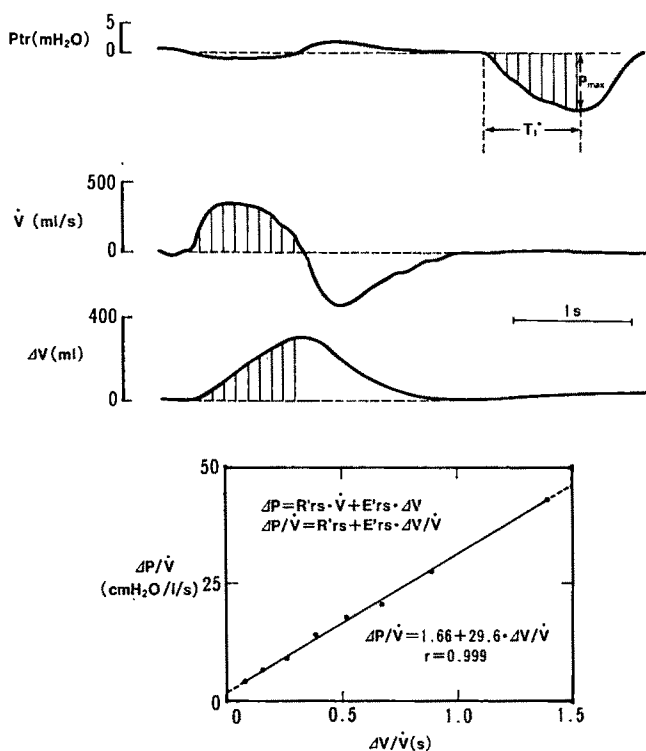 5
Ptr(mH₂O)
0
Pmax
T₁°
500
V̇ (ml/s)
0
1s
400
ΔV(ml)
0
50
ΔP=R'rs·V̇+E'rs·ΔV
ΔP/V̇=R'rs+E'rs·ΔV/V̇
ΔP/V̇
(cmH₂O/l/s)
25
ΔP/V̇=1.66+29.6·ΔV/V̇
r=0.999
0
0 0.5 1.0 1.5
ΔV/V̇(s)